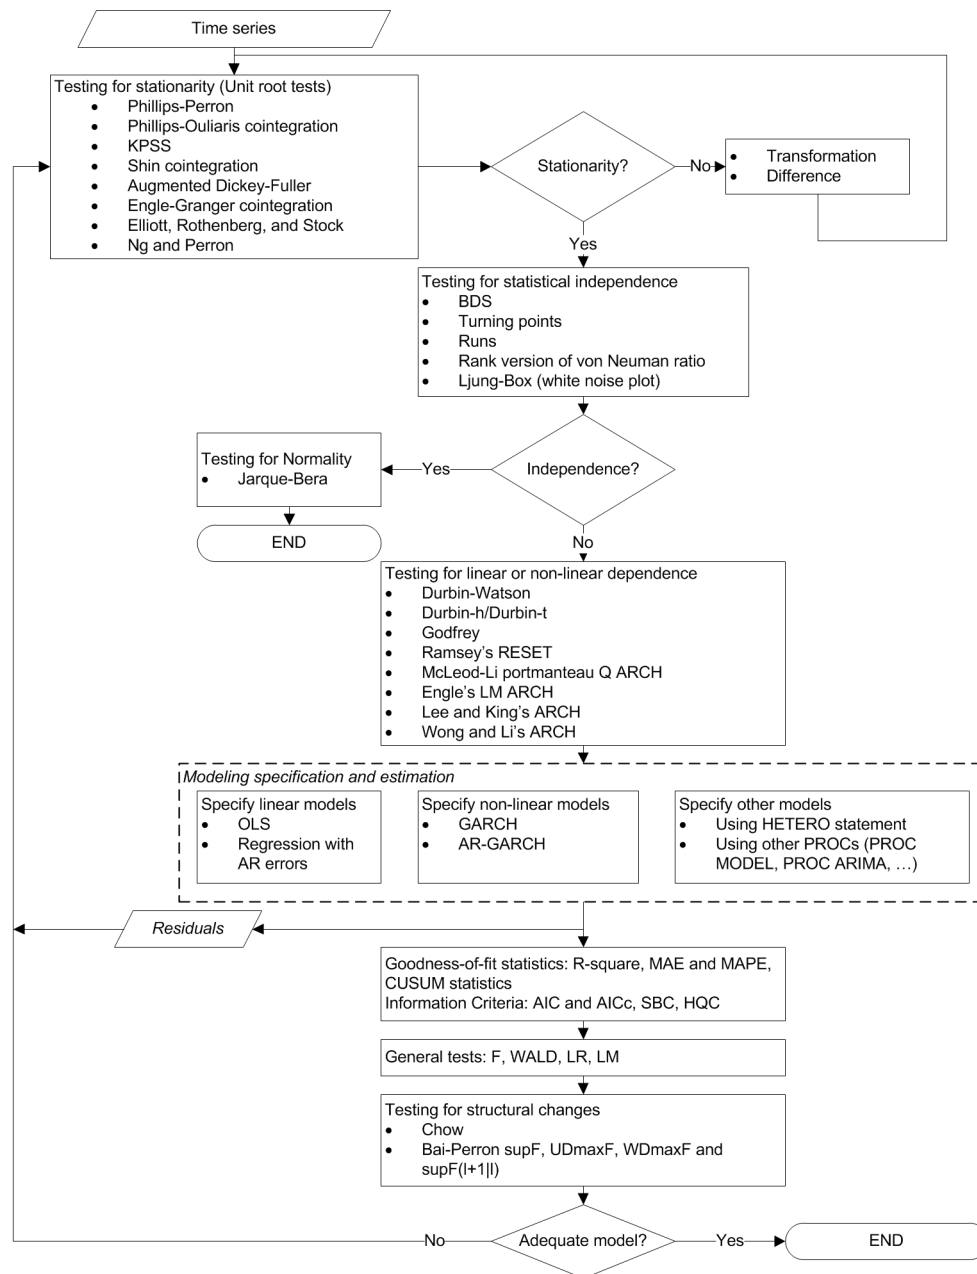 Time series
Testing for stationarity (Unit root tests)
• Phillips-Perron
• Phillips-Ouliaris cointegration
• KPSS
• Shin cointegration
• Augmented Dickey-Fuller
• Engle-Granger cointegration
• Elliott, Rothenberg, and Stock
• Ng and Perron
Stationarity?
No
• Transformation
• Difference
Yes
Testing for statistical independence
• BDS
• Turning points
• Runs
• Rank version of von Neuman ratio
• Ljung-Box (white noise plot)
Independence?
Yes
Testing for Normality
• Jarque-Bera
END
No
Testing for linear or non-linear dependence
• Durbin-Watson
• Durbin-h/Durbin-t
• Godfrey
• Ramsey's RESET
• McLeod-Li portmanteau Q ARCH
• Engle's LM ARCH
• Lee and King's ARCH
• Wong and Li's ARCH
Modeling specification and estimation
Specify linear models
• OLS
• Regression with
AR errors
Specify non-linear models
• GARCH
• AR-GARCH
Specify other models
• Using HETERO statement
• Using other PROCs (PROC
MODEL, PROC ARIMA, …)
Residuals
Goodness-of-fit statistics: R-square, MAE and MAPE,
CUSUM statistics
Information Criteria: AIC and AICc, SBC, HQC
General tests: F, WALD, LR, LM
Testing for structural changes
• Chow
• Bai-Perron supF, UDmaxF, WDmaxF and
supF(l+1|l)
Adequate model?
No
Yes
END